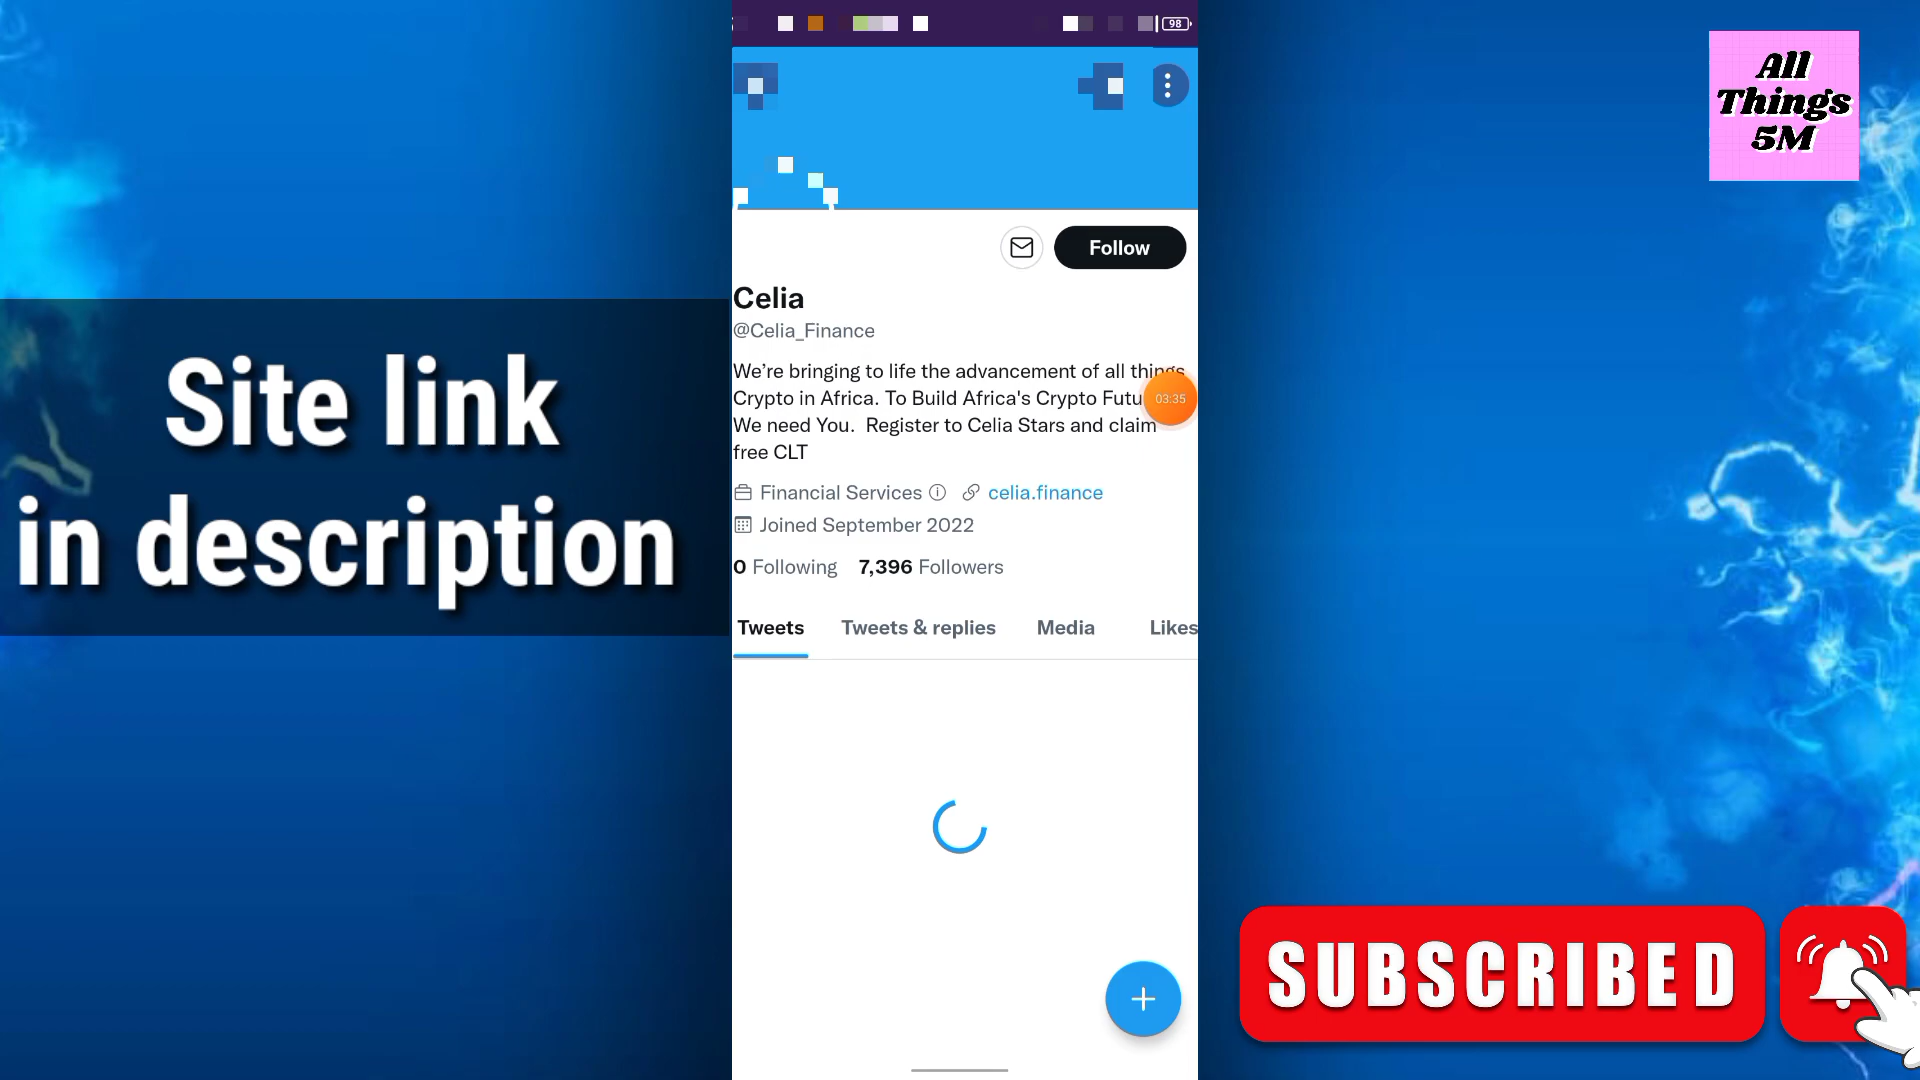 98
All
Things
5M
Follow
Celia
@Celia_Finance
We're bringing to life the advancement of all things
Crypto in Africa. To Build Africa's Crypto Futu
We need You. Register to Celia Stars and claim
free CLT
03:35
Financial Services celia.finance
Joined September 2022
0 Following 7,396 Followers
Tweets Tweets & replies Media Likes
Site link
in description
SUBSCRIBED